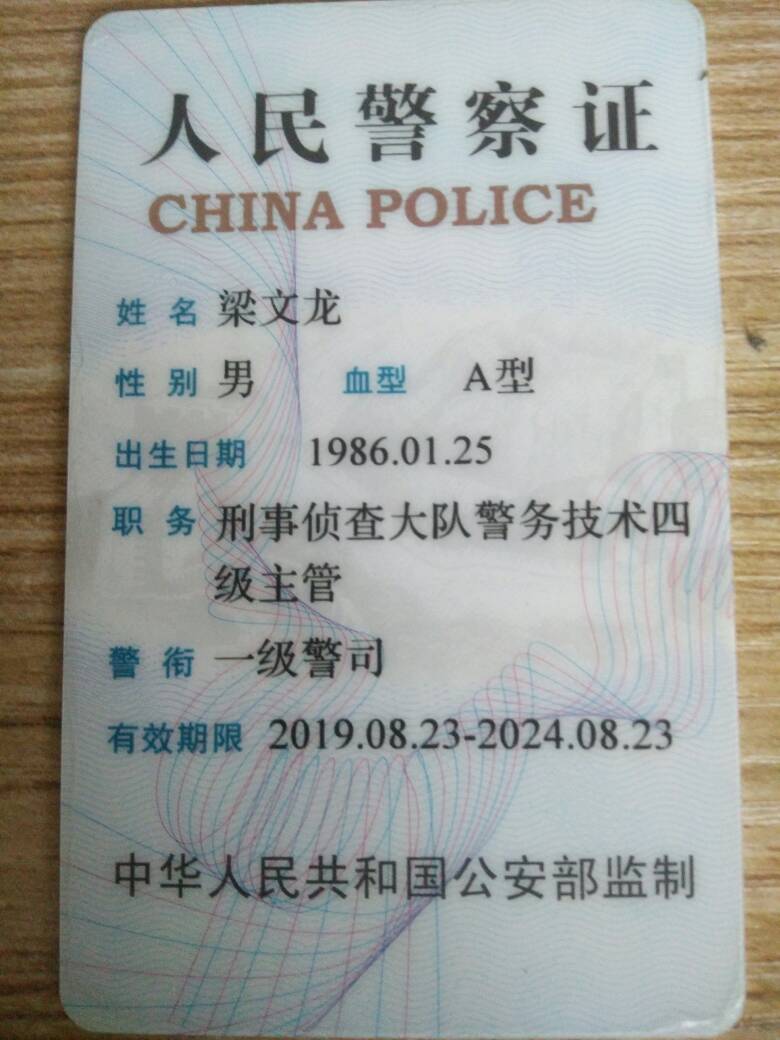 人民警察证
CHINA POLICE
姓名 梁文龙
性别 男 血型 A型
出生日期 1986.01.25
职务 刑事侦查大队警务技术四
级主管
警衔 一级警司
有效期限 2019.08.23-2024.08.23
中华人民共和国公安部监制